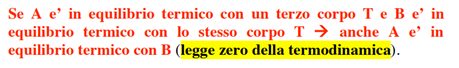 Se A e' in equilibrio termico con un terzo corpo T e B e' in
equilibrio termico con lo stesso corpo T → anche A e' in
equilibrio termico con B (legge zero della termodinamica).